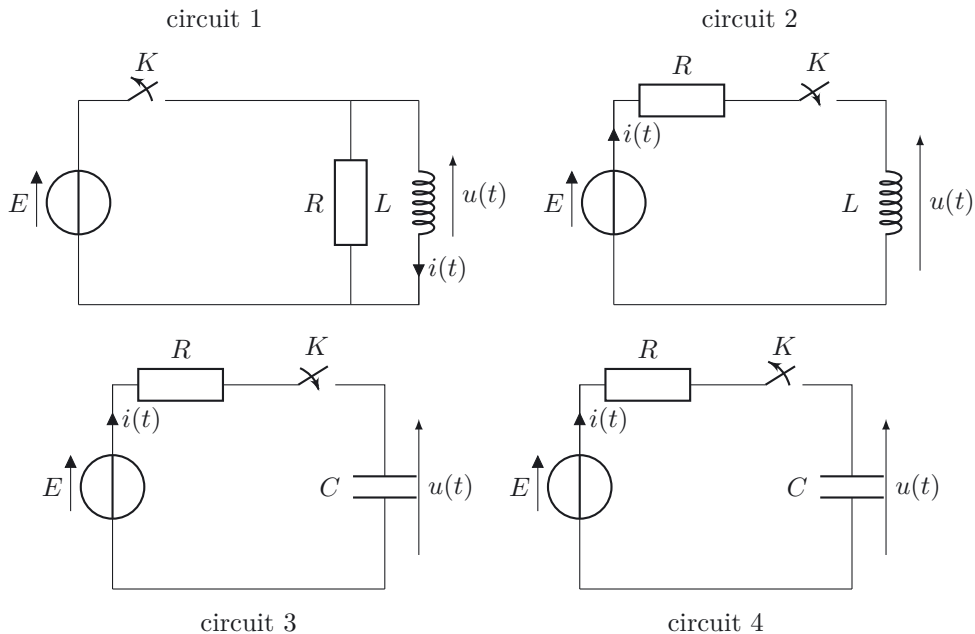 circuit 1
K
E
R
L
u(t)
i(t)
circuit 2
R
K
i(t)
E
L
u(t)
R
K
i(t)
E
C
u(t)
circuit 3
R
K
i(t)
E
C
u(t)
circuit 4